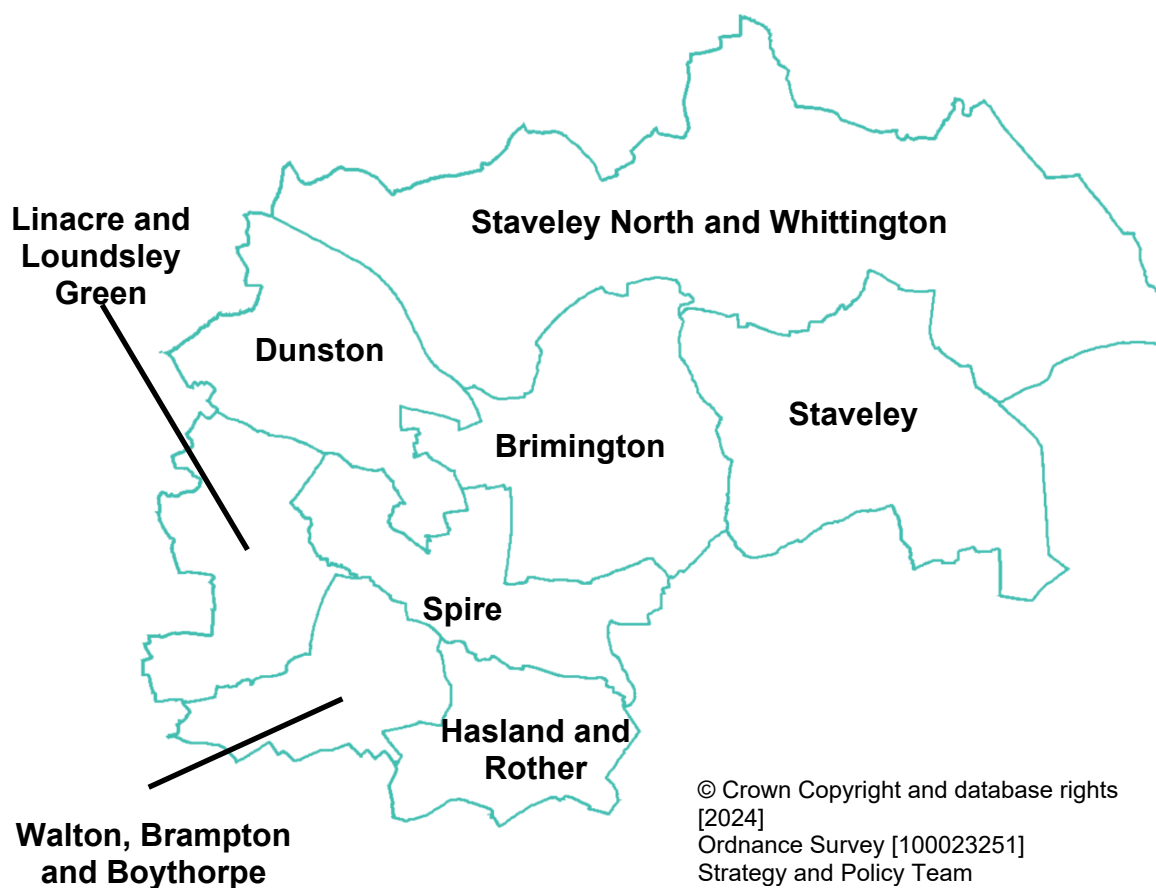 Linacre and
Loundsley
Green
Staveley North and Whittington
Dunston
Staveley
Brimington
Spire
Hasland and
Rother
Walton, Brampton
and Boythorpe
© Crown Copyright and database rights
[2024]
Ordnance Survey [100023251]
Strategy and Policy Team